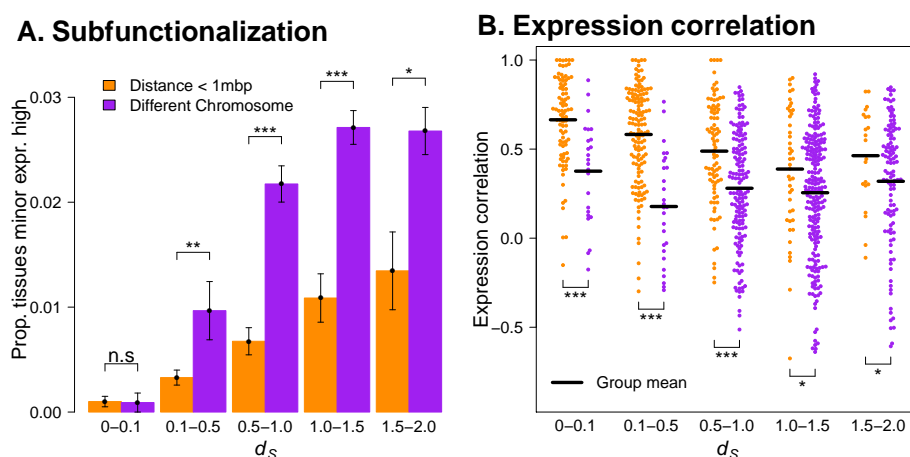 A. Subfunctionalization
Distance < 1mbp
Different Chromosome
Prop. tissues minor expr. high
0.03
0.02
0.01
0.00
n.s
**
***
***
*
0−0.1
0.1−0.5
0.5−1.0
1.0−1.5
1.5−2.0
dS
B. Expression correlation
Expression correlation
1.0
0.5
0.0
−0.5
***
***
***
*
*
Group mean
0−0.1
0.1−0.5
0.5−1.0
1.0−1.5
1.5−2.0
dS